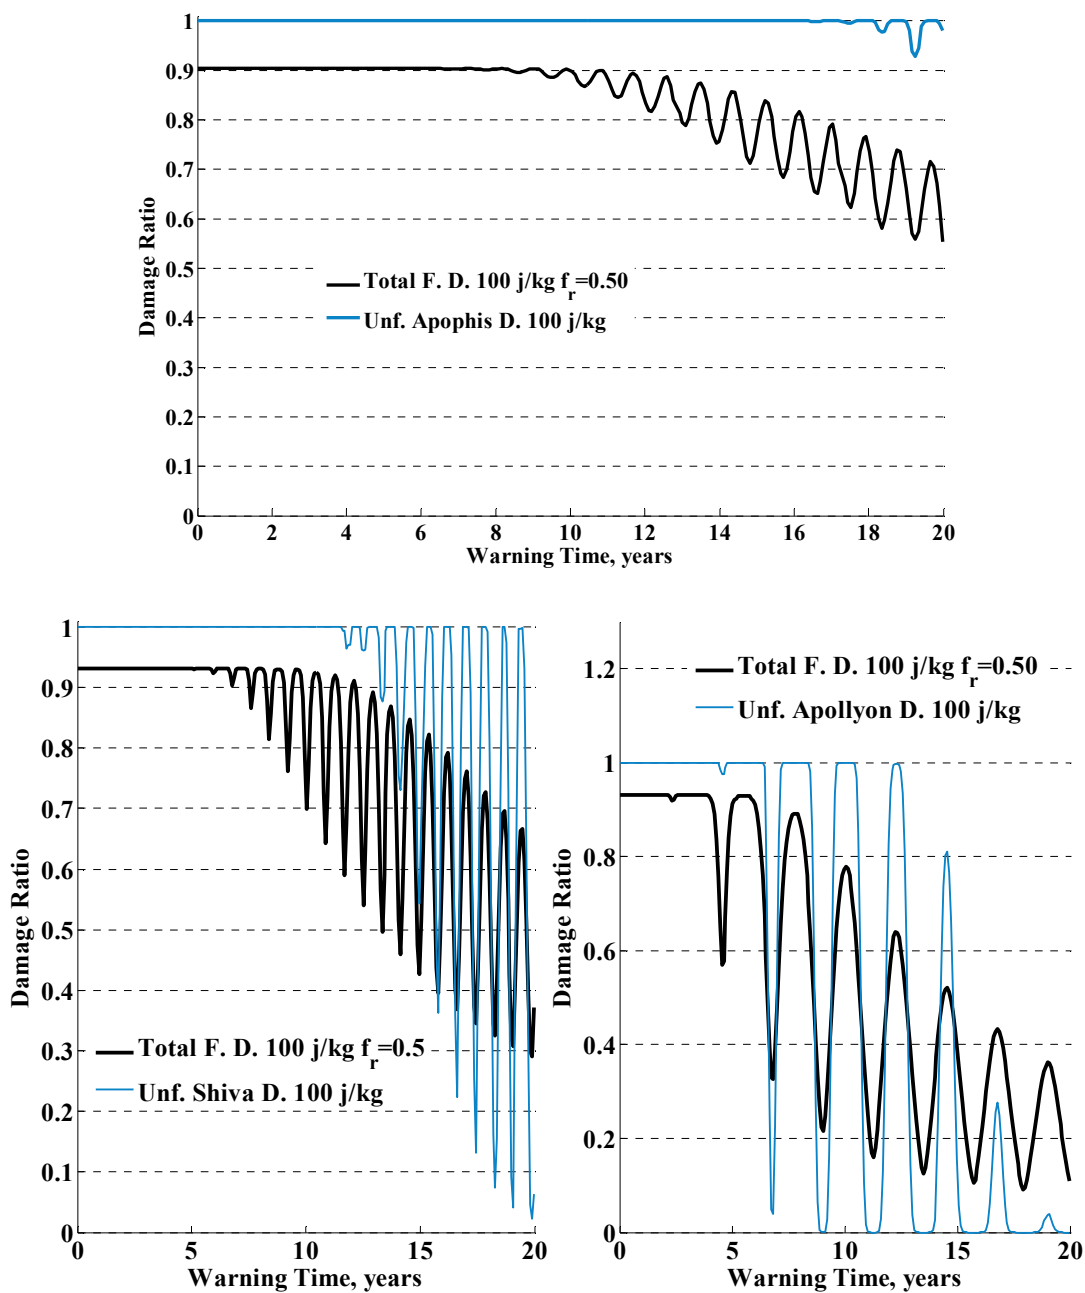 1
0.9
0.8
0.7
0.6
0.5
0.4
0.3
0.2
0.1
0
Damage Ratio
Total F. D. 100 j/kg f_r=0.50
Unf. Apophis D. 100 j/kg
0 2 4 6 8 10 12 14 16 18 20
Warning Time, years
1
0.9
0.8
0.7
0.6
0.5
0.4
0.3
0.2
0.1
0
Damage Ratio
Total F. D. 100 j/kg f_r=0.5
Unf. Shiva D. 100 j/kg
0 5 10 15 20
Warning Time, years
1.2
1
0.8
0.6
0.4
0.2
0
Damage Ratio
Total F. D. 100 j/kg f_r=0.50
Unf. Apollyon D. 100 j/kg
0 5 10 15 20
Warning Time, years